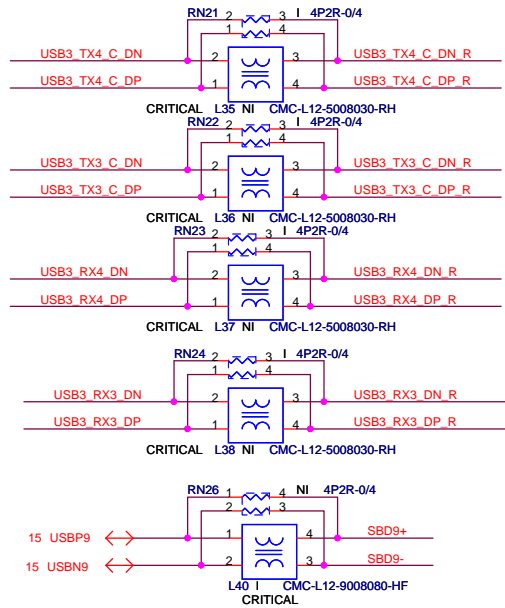 RN21 2 3 I 4P2R-0/4
1 4
USB3_TX4_C_DN 2 3 USB3_TX4_C_DN_R
USB3_TX4_C_DP 1 4 USB3_TX4_C_DP_R
CRITICAL L35 NI CMC-L12-5008030-RH
RN22 2 3 I 4P2R-0/4
1 4
USB3_TX3_C_DN 2 3 USB3_TX3_C_DN_R
USB3_TX3_C_DP 1 4 USB3_TX3_C_DP_R
CRITICAL L36 NI CMC-L12-5008030-RH
RN23 2 3 I 4P2R-0/4
1 4
USB3_RX4_DN 2 3 USB3_RX4_DN_R
USB3_RX4_DP 1 4 USB3_RX4_DP_R
CRITICAL L37 NI CMC-L12-5008030-RH
RN24 2 3 I 4P2R-0/4
1 4
USB3_RX3_DN 2 3 USB3_RX3_DN_R
USB3_RX3_DP 1 4 USB3_RX3_DP_R
CRITICAL L38 NI CMC-L12-5008030-RH
RN26 1 4 NI 4P2R-0/4
2 3
15 USBP9 1 4 SBD9+
15 USBN9 2 3 SBD9-
L40 I CMC-L12-9008080-HF
CRITICAL